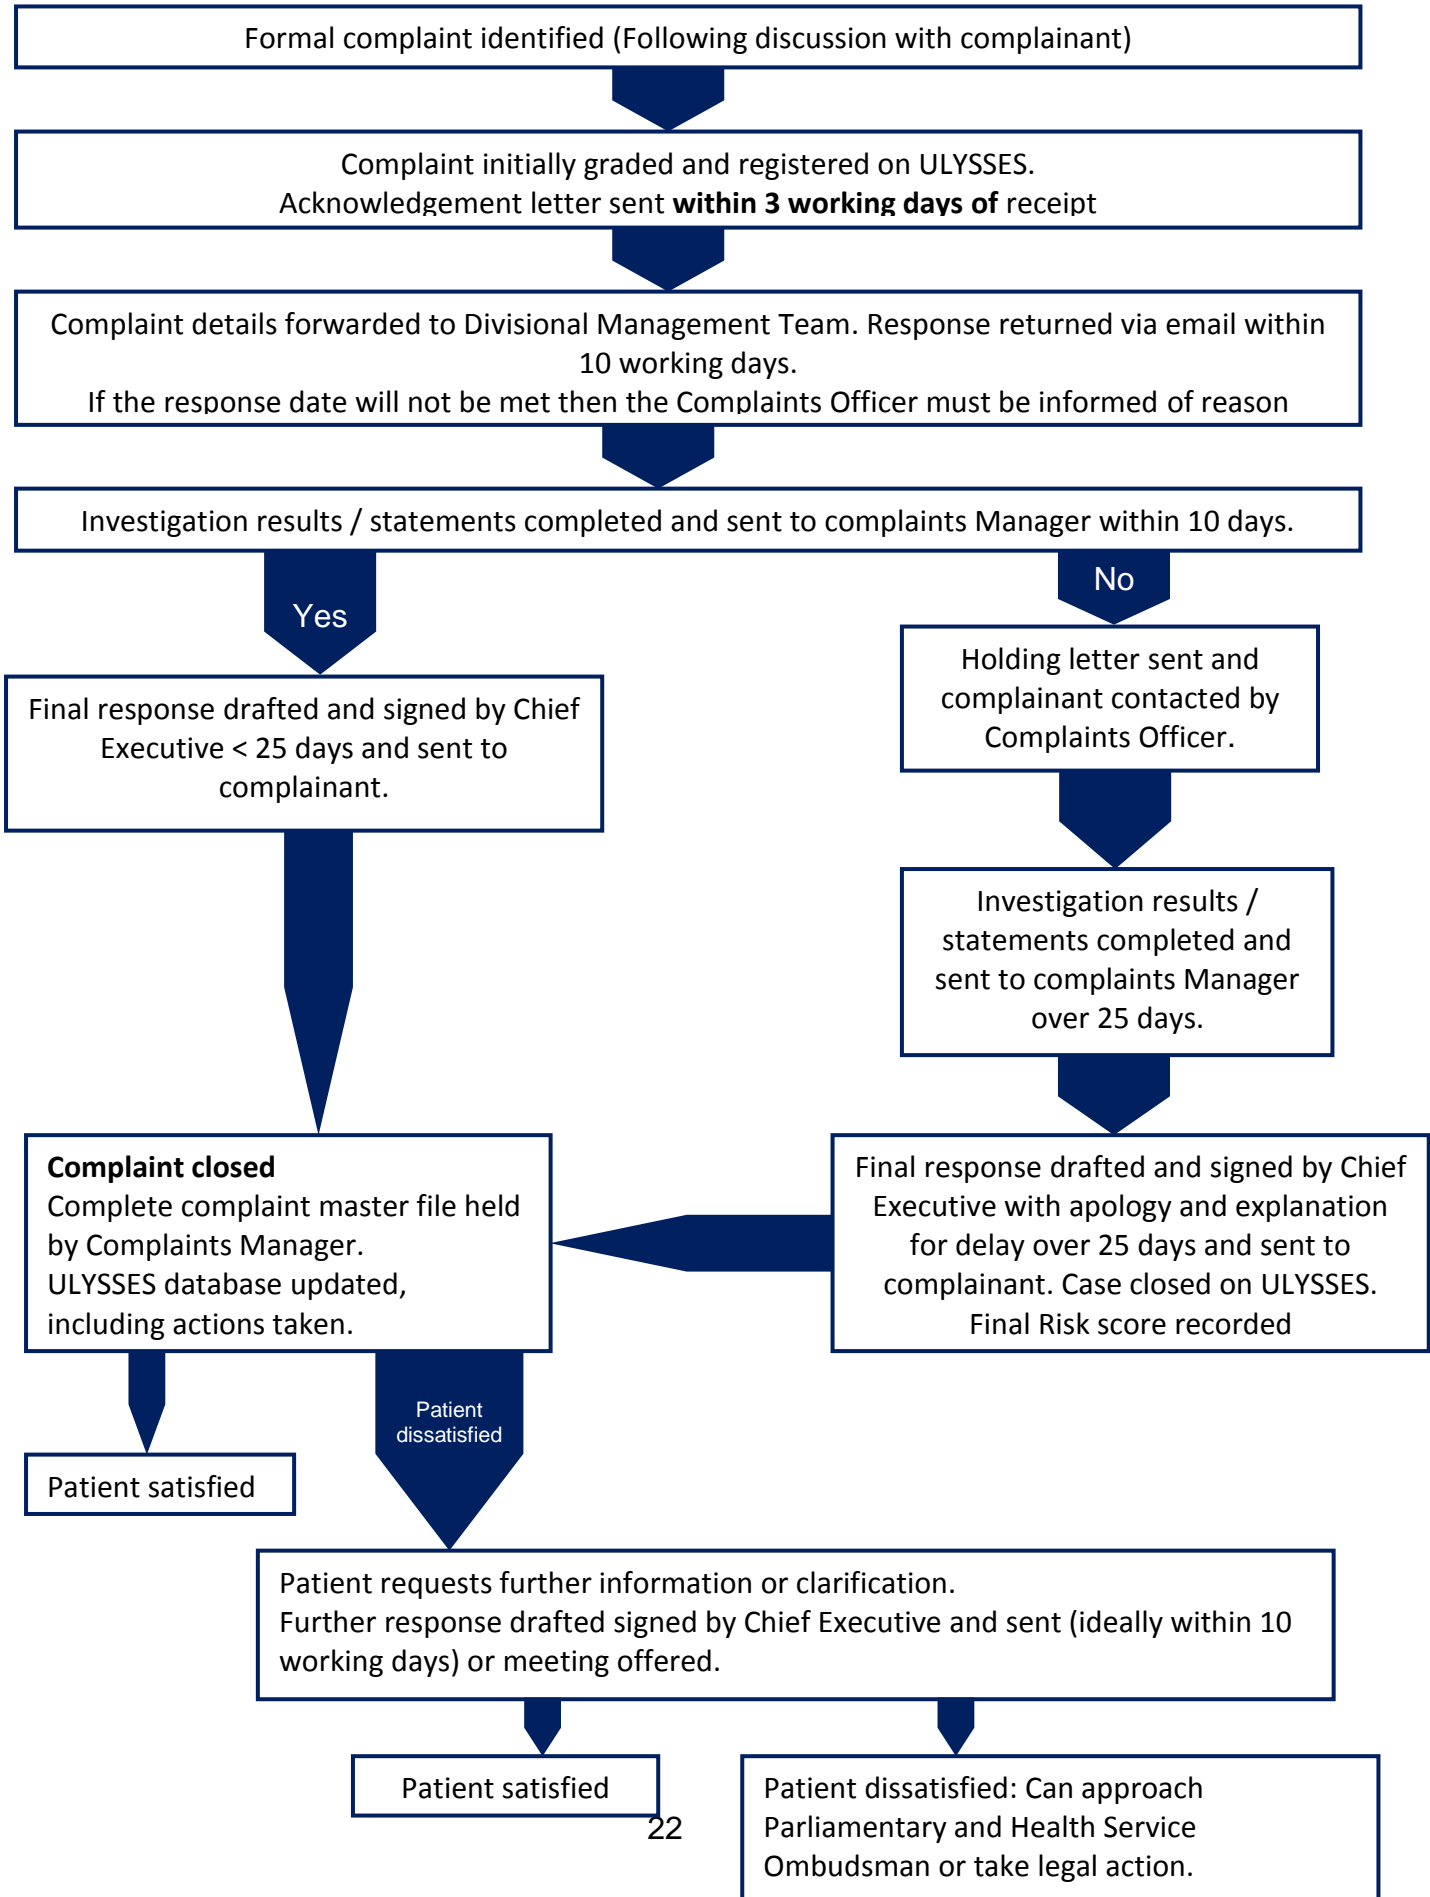 Formal complaint identified (Following discussion with complainant)
Complaint initially graded and registered on ULYSSES.
Acknowledgement letter sent within 3 working days of receipt
Complaint details forwarded to Divisional Management Team. Response returned via email within
10 working days.
If the response date will not be met then the Complaints Officer must be informed of reason
Investigation results / statements completed and sent to complaints Manager within 10 days.
Yes
No
Final response drafted and signed by Chief
Executive < 25 days and sent to
complainant.
Holding letter sent and
complainant contacted by
Complaints Officer.
Investigation results /
statements completed and
sent to complaints Manager
over 25 days.
Complaint closed
Complete complaint master file held
by Complaints Manager.
ULYSSES database updated,
including actions taken.
Final response drafted and signed by Chief
Executive with apology and explanation
for delay over 25 days and sent to
complainant. Case closed on ULYSSES.
Final Risk score recorded
Patient
dissatisfied
Patient satisfied
Patient requests further information or clarification.
Further response drafted signed by Chief Executive and sent (ideally within 10
working days) or meeting offered.
Patient satisfied
Patient dissatisfied: Can approach
Parliamentary and Health Service
Ombudsman or take legal action.
22